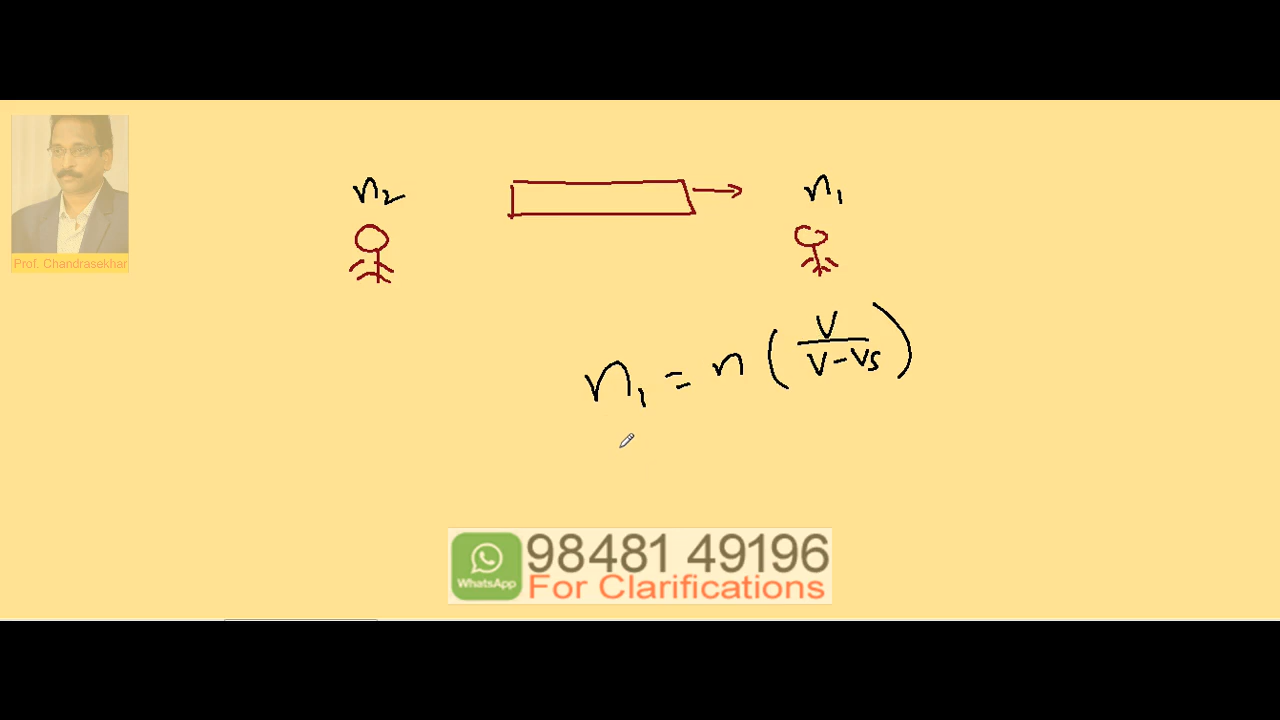 n₂
n₁
Prof. Chandrasekhar
n₁ = n ( V / V - Vs )
98481 49196
WhatsApp
For Clarifications